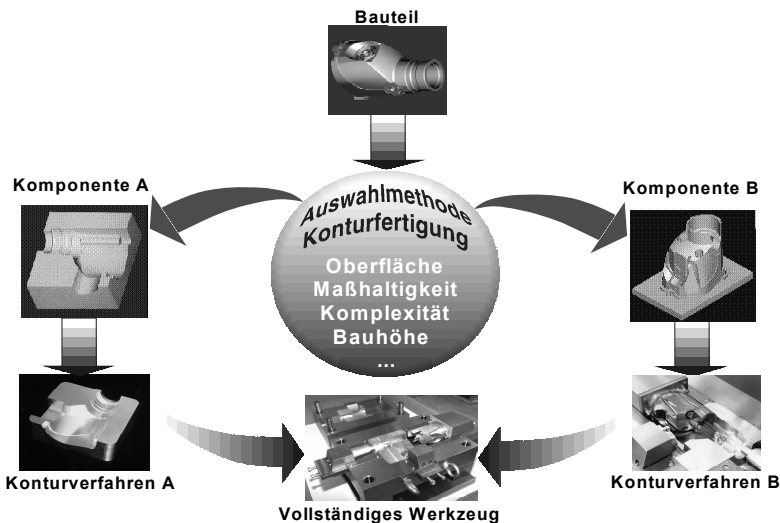 Bauteil
Komponente A
Auswahlmethode
Konturfertigung
Komponente B
Oberfläche
Maßhaltigkeit
Komplexität
Bauhöhe
...
Konturverfahren A
Konturverfahren B
Vollständiges Werkzeug